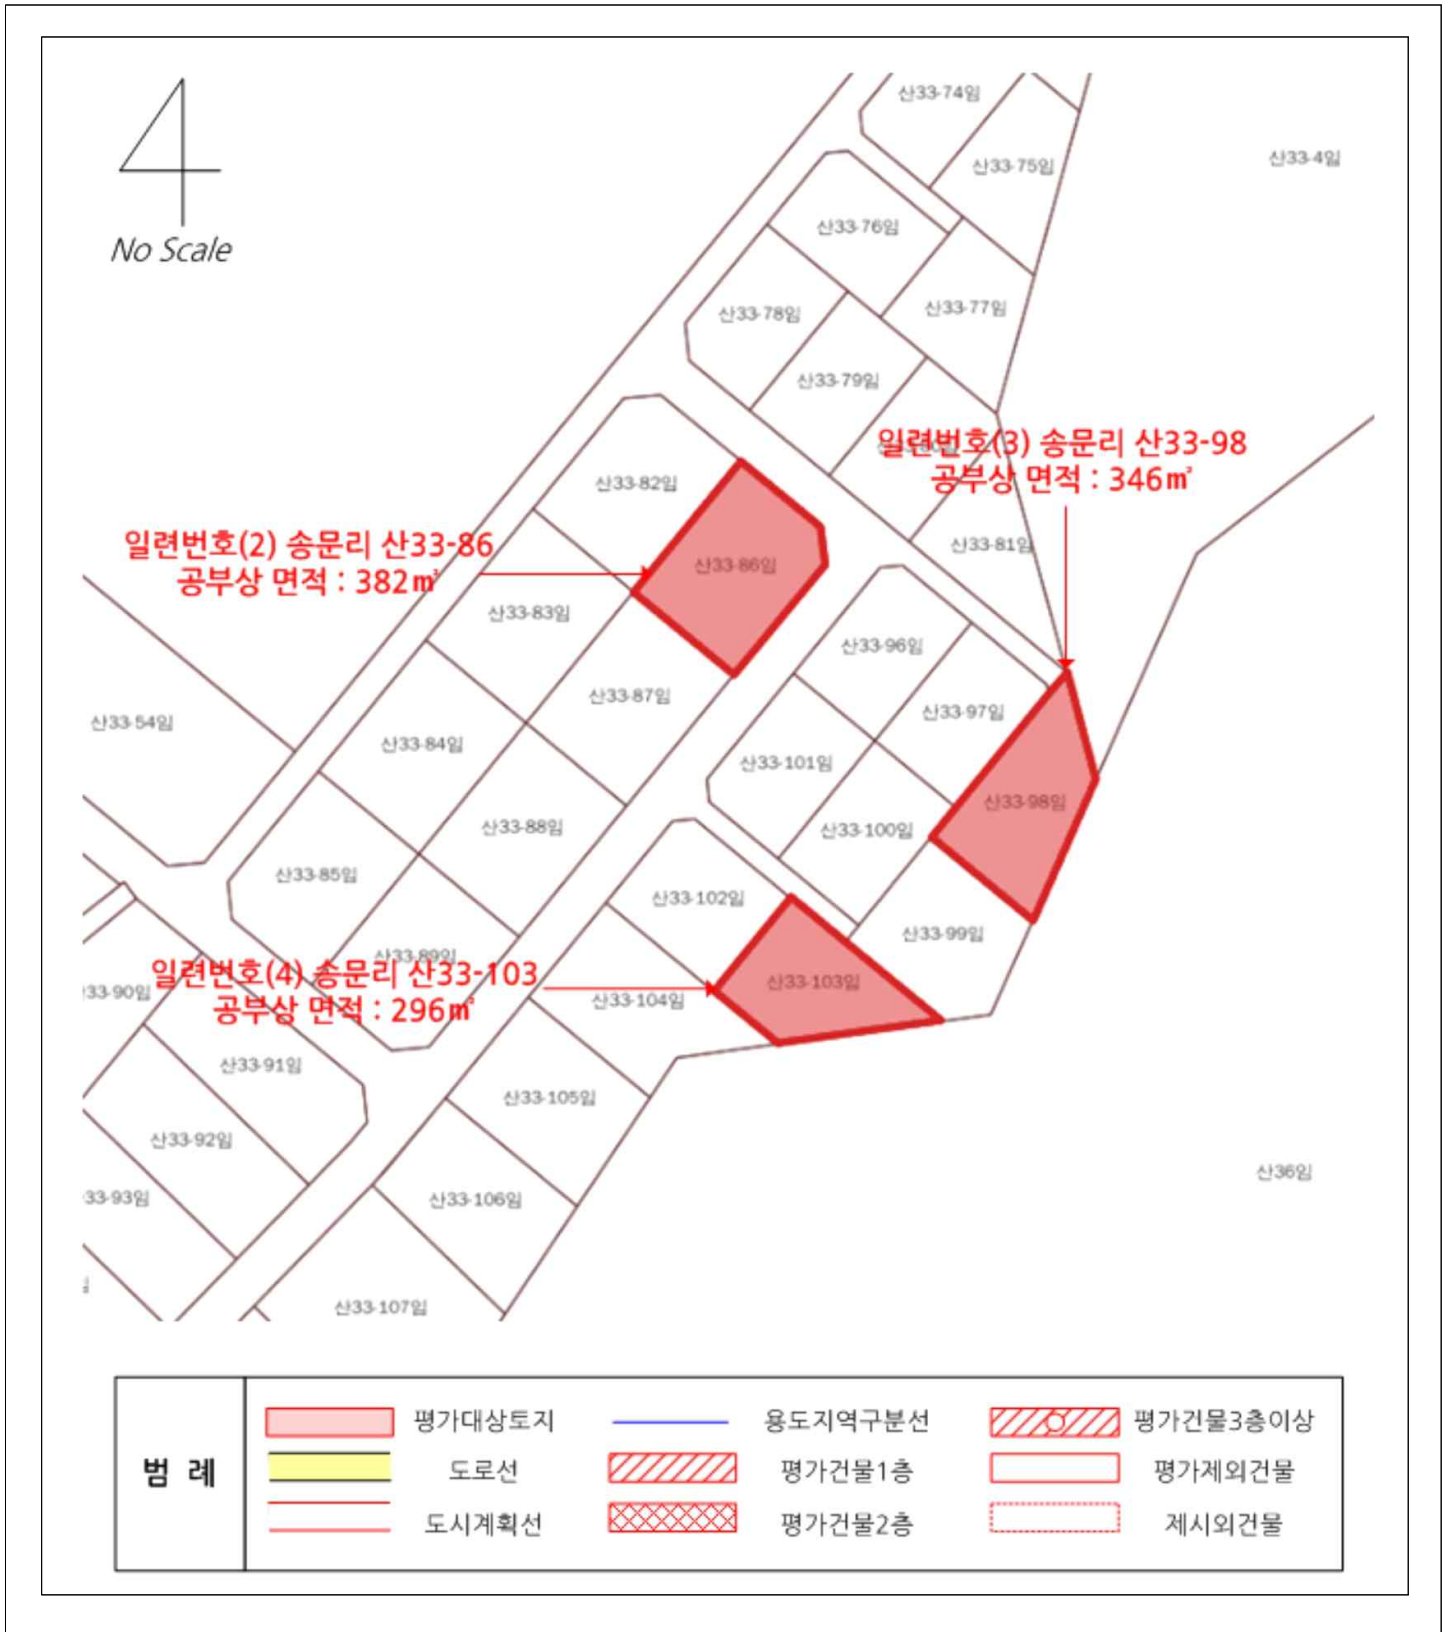 산33-74임
산33-4임
산33-75임
No Scale
산33-76임
산33-77임
산33-78임
산33-79임
일련번호(3) 송문리 산33-98
공부상 면적 : 346㎡
산33-82임
일련번호(2) 송문리 산33-86
공부상 면적 : 382㎡
산33-81임
산33-86임
산33-83임
산33-96임
산33-87임
산33-97임
산33-54임
산33-84임
산33-101임
산33-98임
산33-88임
산33-100임
산33-85임
산33-102임
산33-99임
산33-89임
일련번호(4) 송문리 산33-103
공부상 면적 : 296㎡
33-90임
산33-103임
산33-104임
산33-91임
산33-105임
산33-92임
산36임
33-93임
산33-106임
산33-107임
범 례
평가대상토지
용도지역구분선
평가건물3층이상
도로선
평가건물1층
평가제외건물
도시계획선
평가건물2층
제시외건물